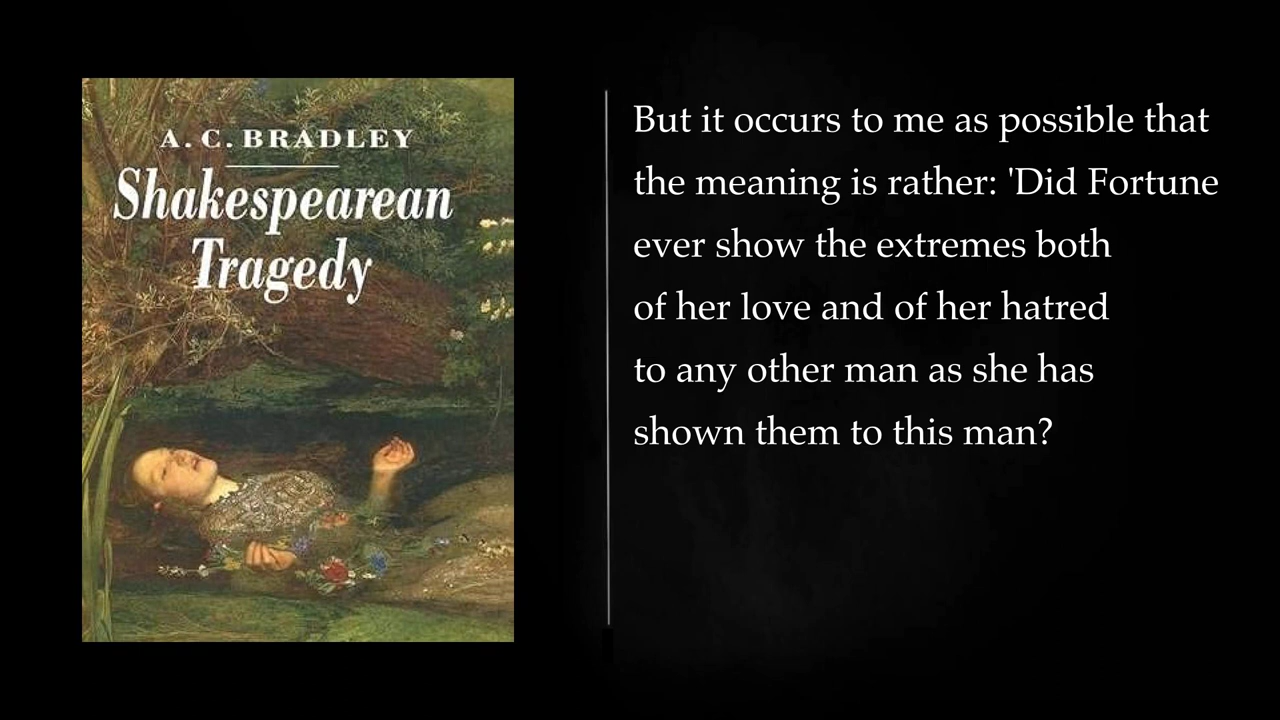 A. C. BRADLEY
Shakespearean
Tragedy
But it occurs to me as possible that
the meaning is rather: 'Did Fortune
ever show the extremes both
of her love and of her hatred
to any other man as she has
shown them to this man?